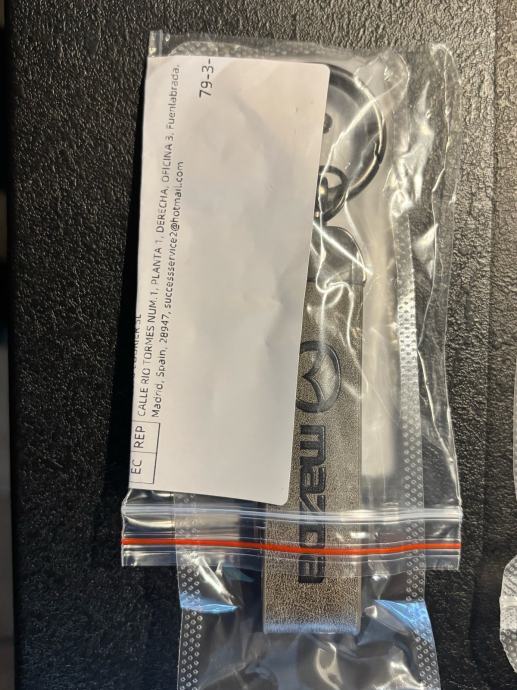 EC REP
CALLE RIO TORMES NUM.1, PLANTA 1, DERECHA, OFICINA 3, Fuenlabrada,
Madrid, Spain, 28947, successservice2@hotmail.com
79-3-
mazda